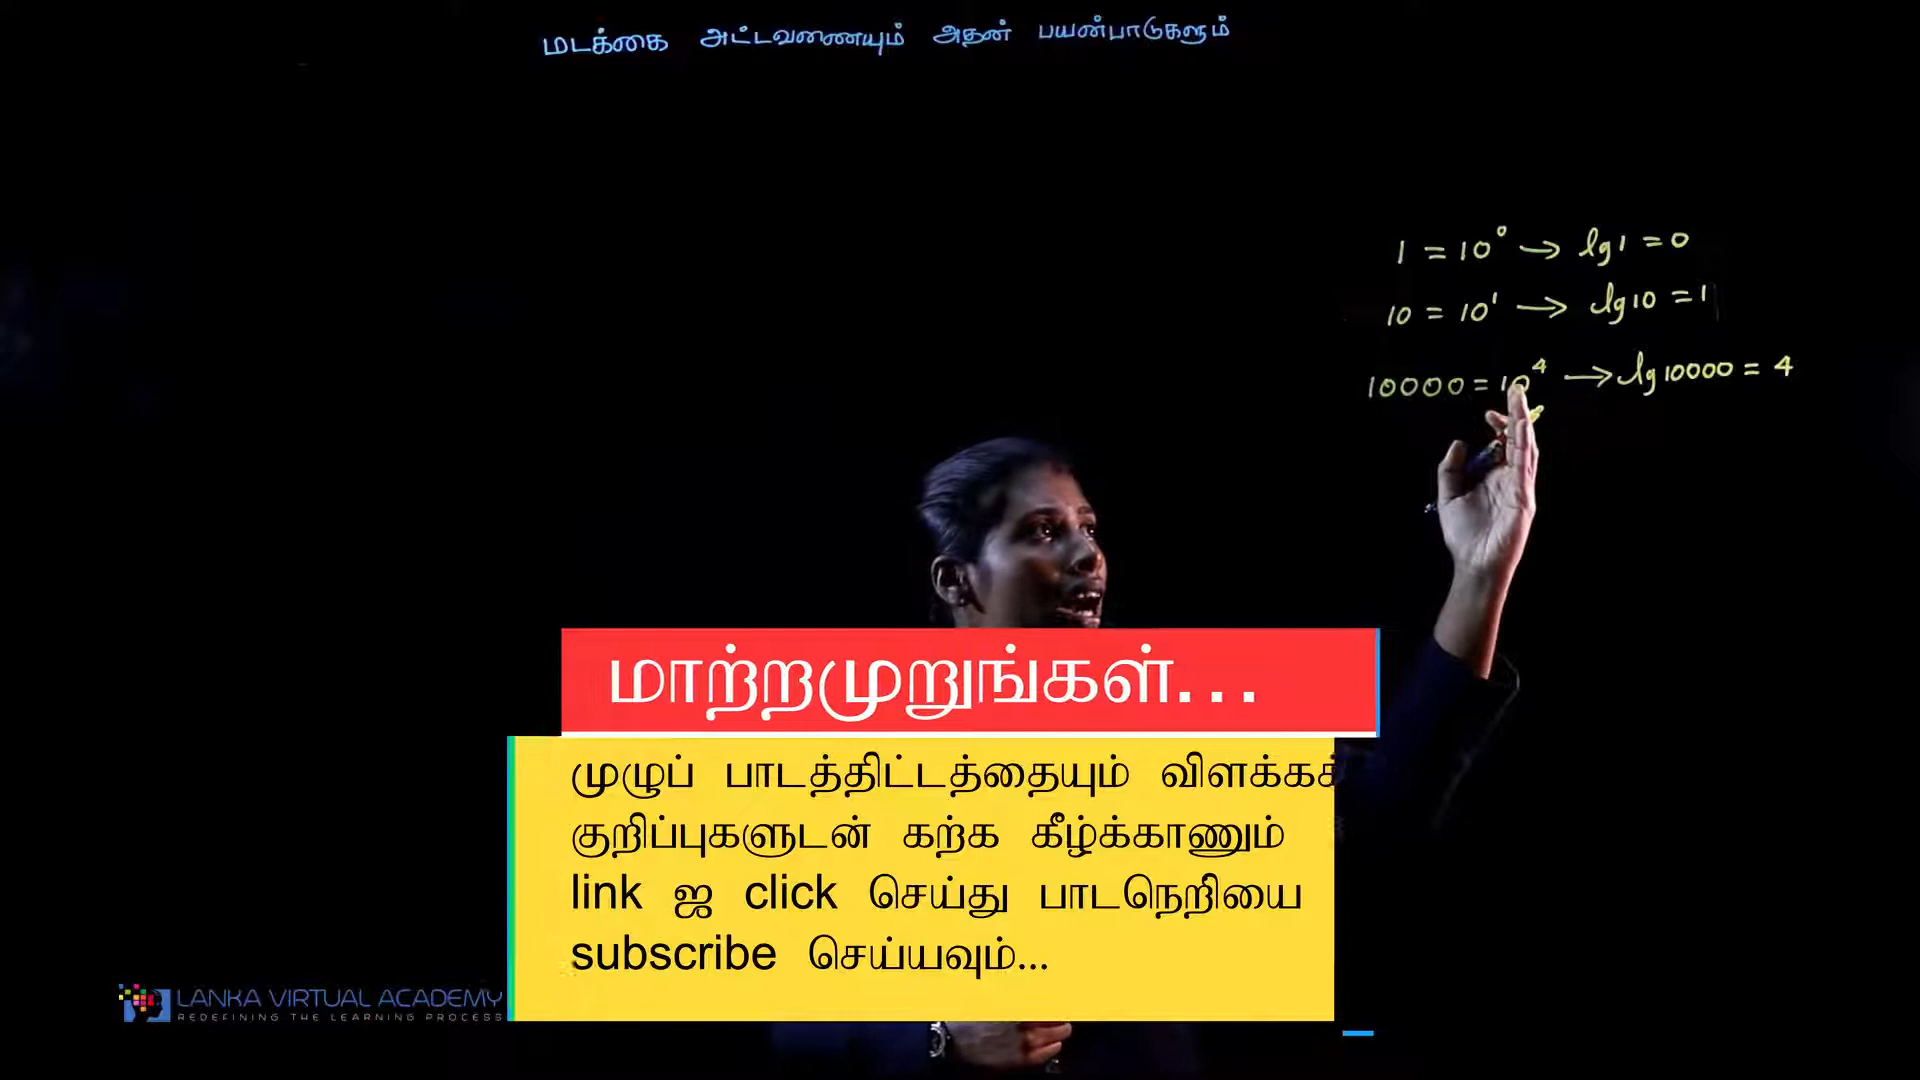 மடக்கை அட்டவணையும் அதன் பயன்பாடுகளும்
1 = 10⁰ → lg1 = 0
10 = 10¹ → lg10 = 1
10000 = 10⁴ → lg10000 = 4
மாற்றமுறுங்கள்...
முழுப் பாடத்திட்டத்தையும் விளக்கக்
குறிப்புகளுடன் கற்க கீழ்க்காணும்
link ஐ click செய்து பாடநெறியை
subscribe செய்யவும்...
LANKA VIRTUAL ACADEMY
REDEFINING THE LEARNING PROCESS